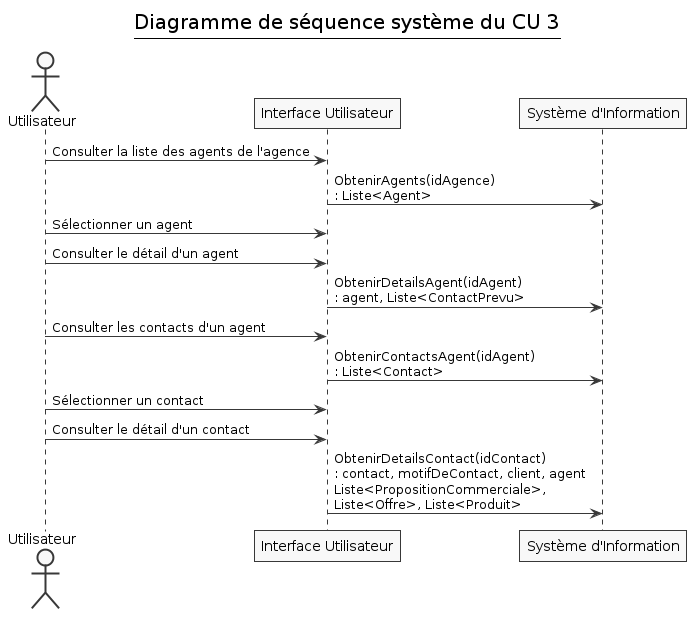 Diagramme de séquence système du CU 3
Utilisateur
Interface Utilisateur
Système d'Information
Consulter la liste des agents de l'agence
ObtenirAgents(idAgence)
: Liste<Agent>
Sélectionner un agent
Consulter le détail d'un agent
ObtenirDetailsAgent(idAgent)
: agent, Liste<ContactPrevu>
Consulter les contacts d'un agent
ObtenirContactsAgent(idAgent)
: Liste<Contact>
Sélectionner un contact
Consulter le détail d'un contact
ObtenirDetailsContact(idContact)
: contact, motifDeContact, client, agent
Liste<PropositionCommerciale>,
Liste<Offre>, Liste<Produit>
Utilisateur
Interface Utilisateur
Système d'Information